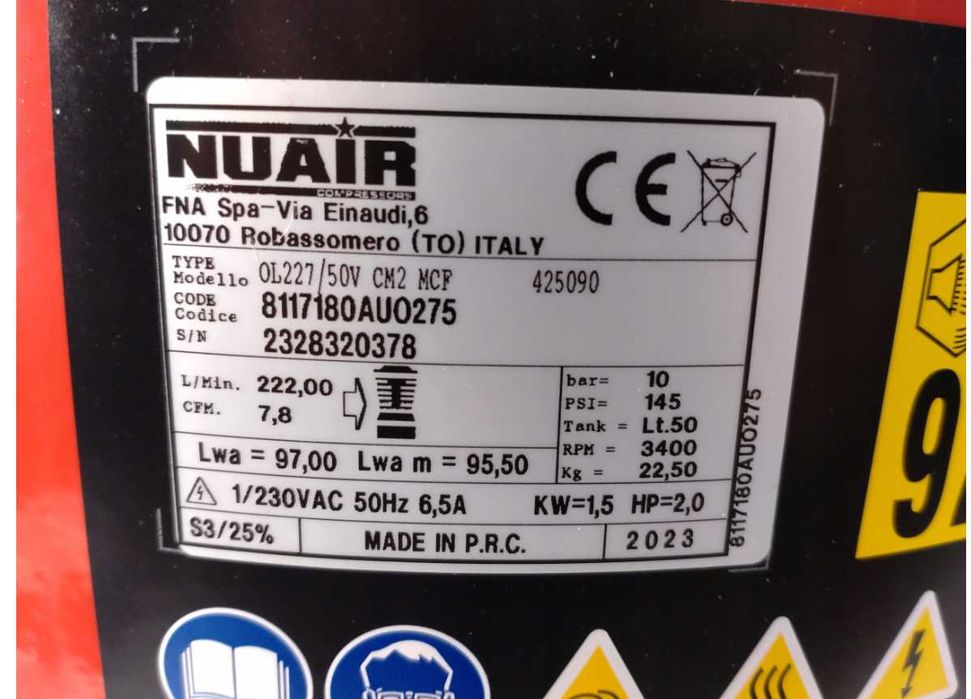 NUAIR
COMPRESSORS
FNA Spa-Via Einaudi,6
10070 Robassomero (TO) ITALY
CE
TYPE
Modello OL227/50V CM2 MCF 425090
CODE
Codice 8117180AUO275
S/N 2328320378
L/Min. 222,00
CFM. 7,8
bar= 10
PSI= 145
Tank = Lt.50
RPM = 3400
Kg = 22,50
Lwa = 97,00 Lwa m = 95,50
1/230VAC 50Hz 6,5A KW=1,5 HP=2,0
S3/25% MADE IN P.R.C. 2023
8117180AUO275
9